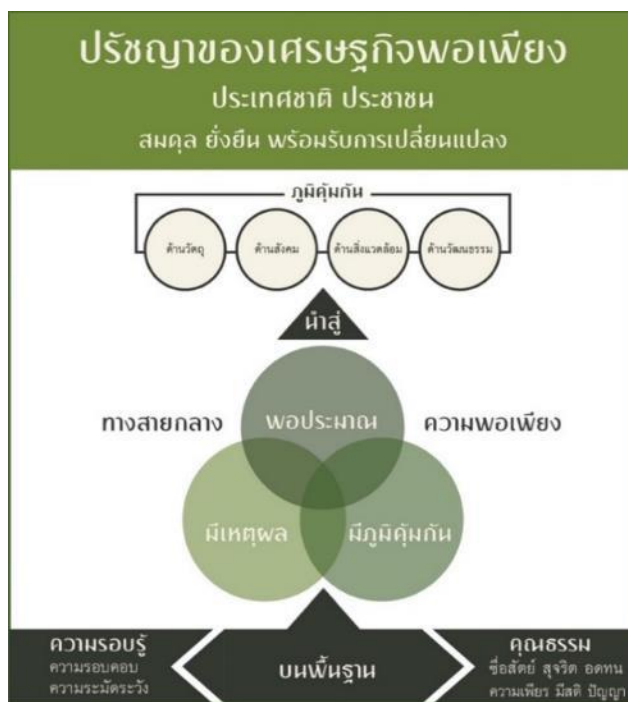 ปรัชญาของเศรษฐกิจพอเพียง
ประเทศชาติ ประชาชน
สมดุล ยั่งยืน พร้อมรับการเปลี่ยนแปลง
ภูมิคุ้มกัน
ด้านวัตถุ ด้านสังคม ด้านสิ่งแวดล้อม ด้านวัฒนธรรม
นำสู่
ทางสายกลาง พอประมาณ ความพอเพียง
มีเหตุผล มีภูมิคุ้มกัน
ความรอบรู้
ความรอบคอบ
ความระมัดระวัง
บนพื้นฐาน
คุณธรรม
ซื่อสัตย์ สุจริต อดทน
ความเพียร มีสติ ปัญญา